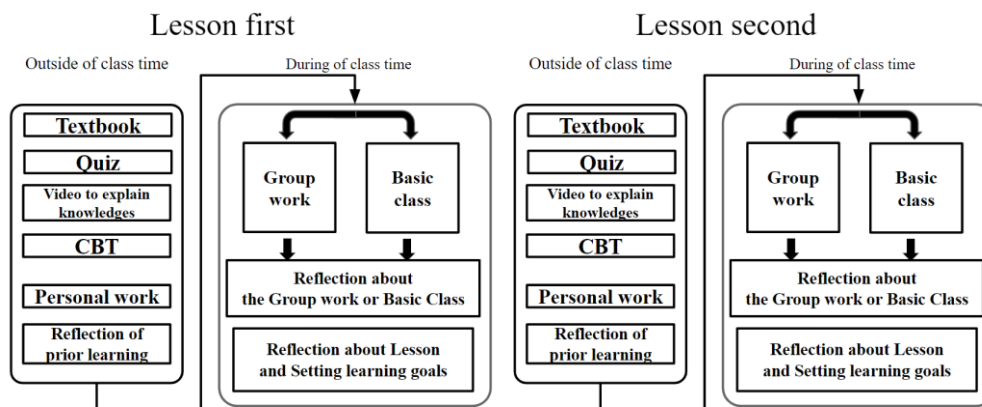 Lesson first
Outside of class time
Textbook
Quiz
Video to explain
knowledges
CBT
Personal work
Reflection of
prior learning
During of class time
Group
work
Basic
class
Reflection about
the Group work or Basic Class
Reflection about Lesson
and Setting learning goals
Lesson second
Outside of class time
Textbook
Quiz
Video to explain
knowledges
CBT
Personal work
Reflection of
prior learning
During of class time
Group
work
Basic
class
Reflection about
the Group work or Basic Class
Reflection about Lesson
and Setting learning goals